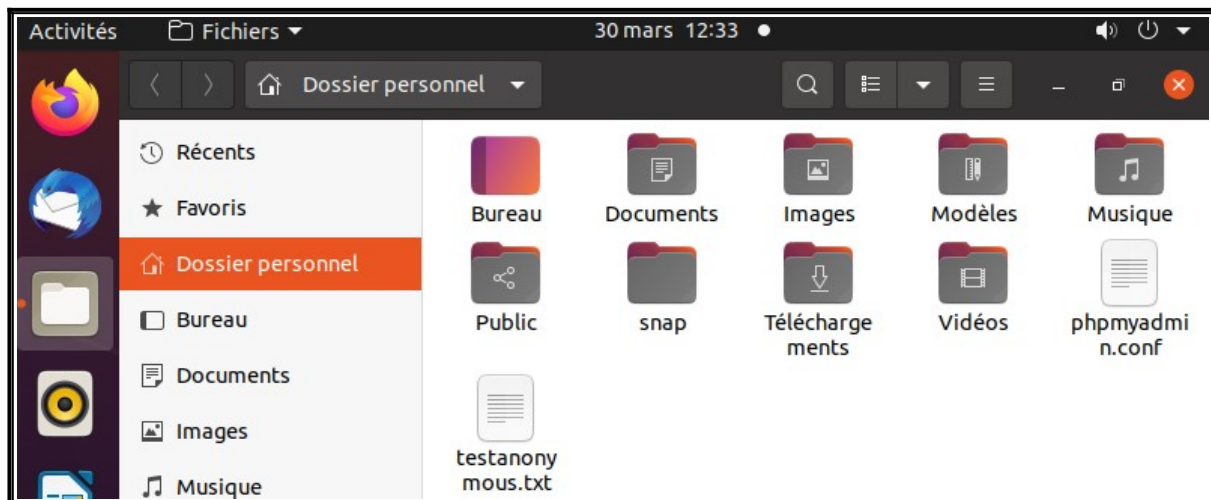 Activités Fichiers 30 mars 12:33
Dossier personnel
Récents
Favoris
Dossier personnel
Bureau
Documents
Images
Musique
Bureau Documents Images Modèles Musique
Public snap Télécharge Vidéos phpmyadmi
ments n.conf
testanony
mous.txt